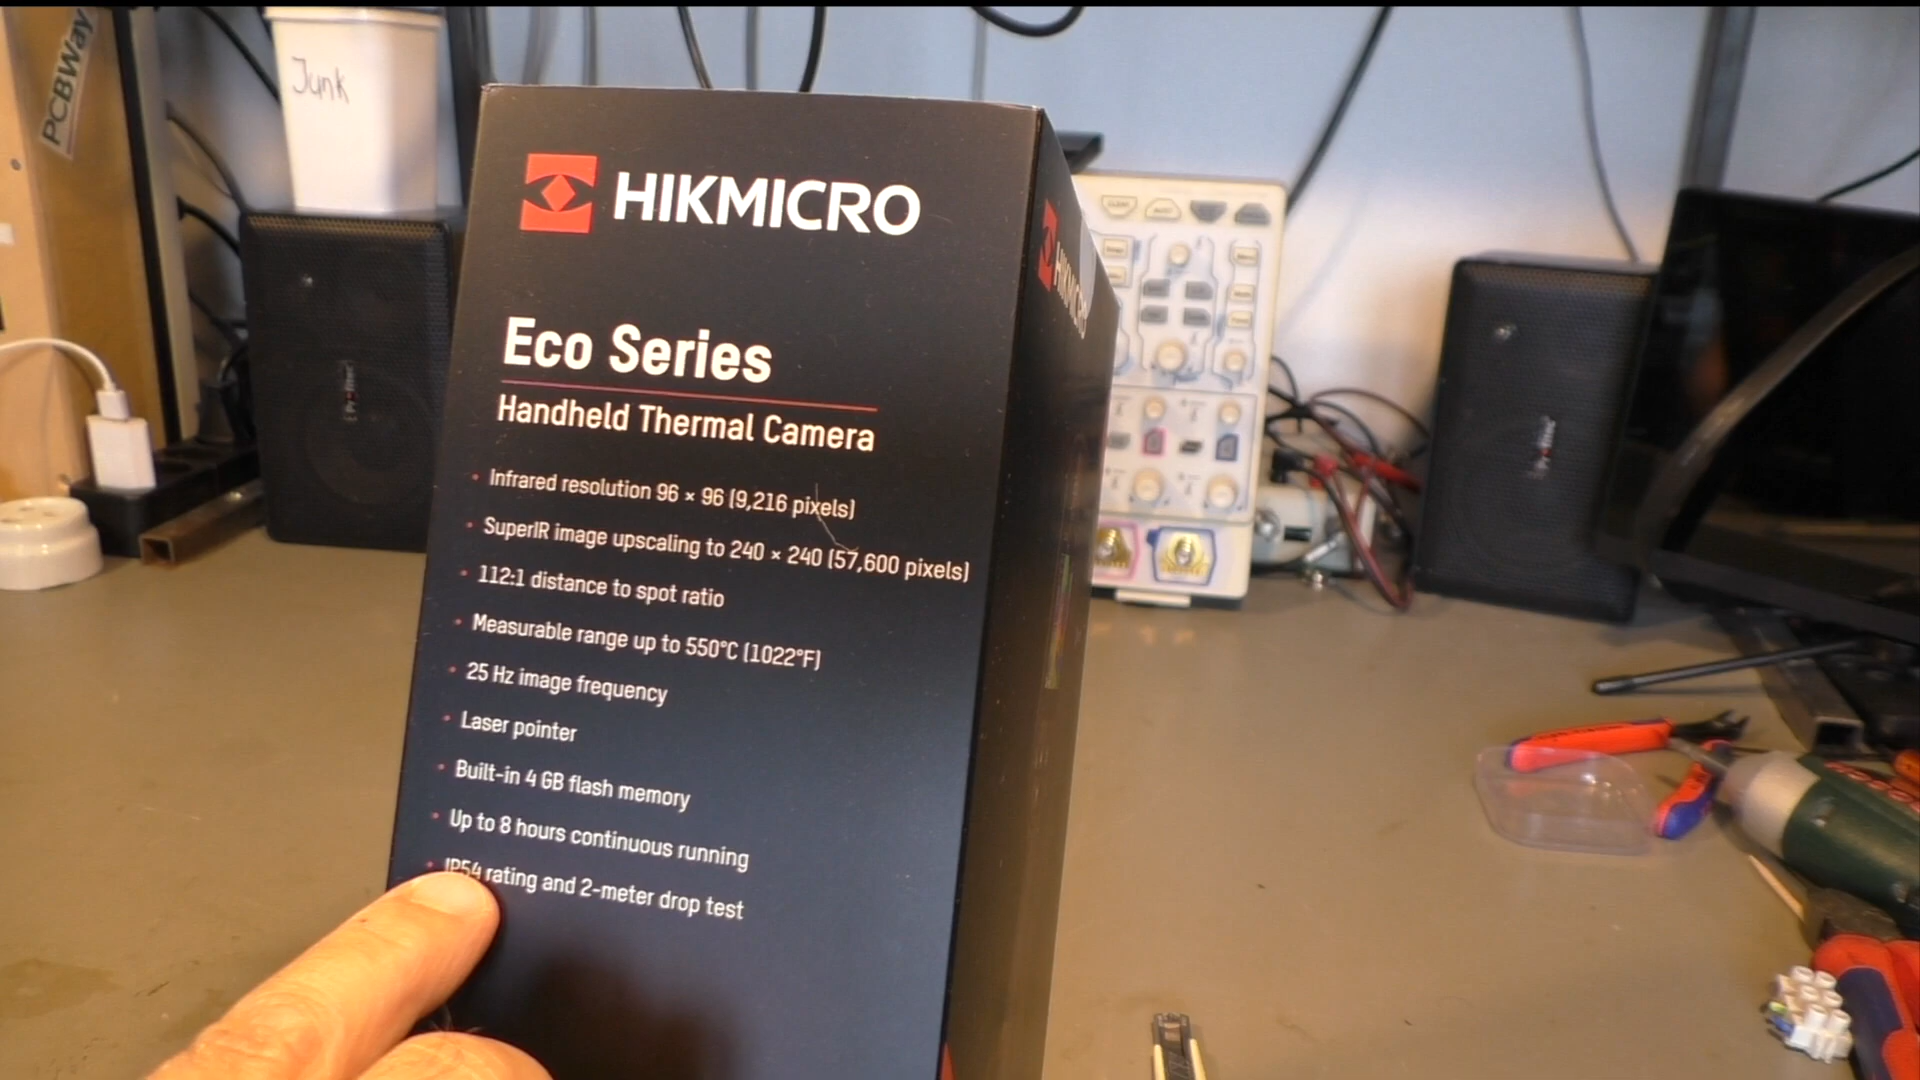 PCBWay
Junk
HIKMICRO
HIKMICRO
Eco Series
Handheld Thermal Camera
• Infrared resolution 96 × 96 (9,216 pixels)
• SuperIR image upscaling to 240 × 240 (57,600 pixels)
• 112:1 distance to spot ratio
• Measurable range up to 550°C (1022°F)
• 25 Hz image frequency
• Laser pointer
• Built-in 4 GB flash memory
• Up to 8 hours continuous running
• IP54 rating and 2-meter drop test